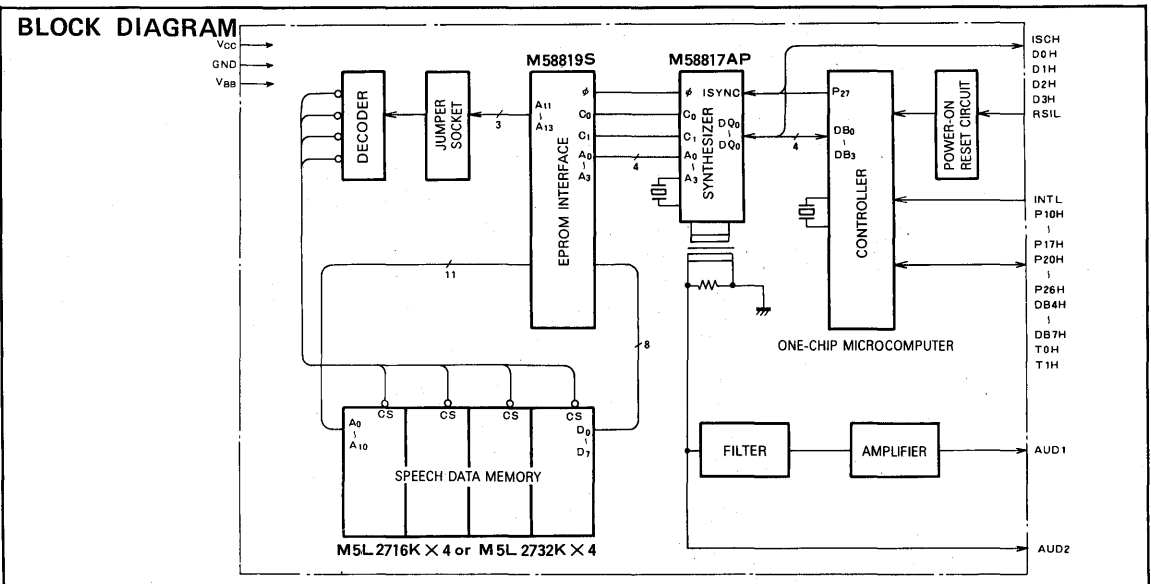 BLOCK DIAGRAM
VCC
GND
VBB
DECODER
JUMPER
SOCKET
3
M58819S
A11
≀
A13
EPROM INTERFACE
φ
C0
C1
A0
≀
A3
4
M58817AP
φ ISYNC
C0
DQ0
≀
DQ0
C1
A0
≀
A3
SYNTHESIZER
4
P27
DB0
≀
DB3
CONTROLLER
ONE-CHIP MICROCOMPUTER
POWER-ON
RESET CIRCUIT
ISCH
D0H
D1H
D2H
D3H
RSIL
INTL
P10H
≀
P17H
P20H
≀
P26H
DB4H
≀
DB7H
T0H
T1H
11
8
CS
CS
CS
CS
A0
≀
A10
D0
≀
D7
SPEECH DATA MEMORY
M5L 2716K × 4 or M5L 2732K × 4
FILTER
AMPLIFIER
AUD1
AUD2